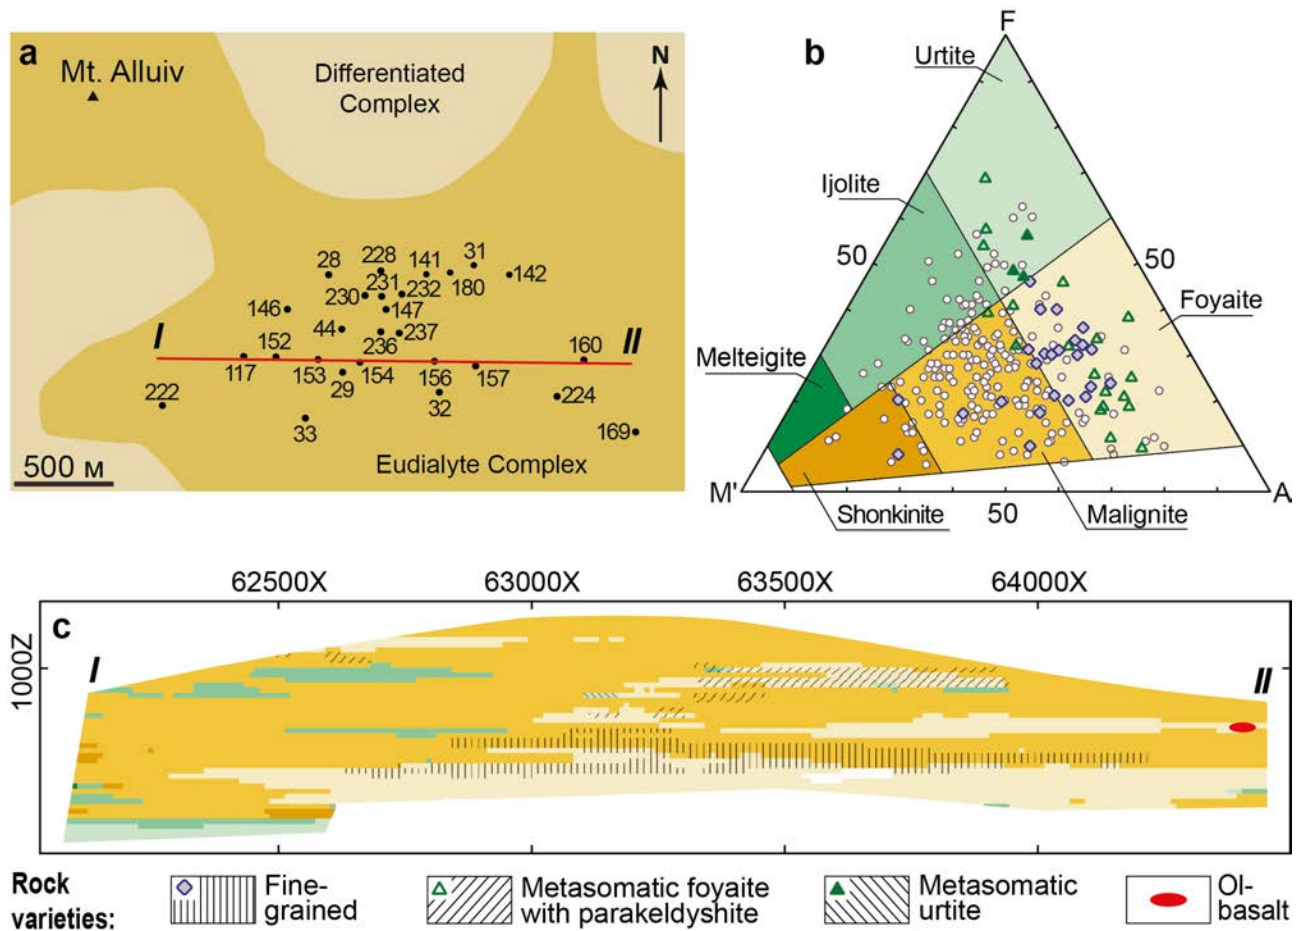 a
Mt. Alluiv
Differentiated
Complex
N
28
228
141
31
142
230
231
232
180
146
147
44
237
236
I
II
152
160
117
153
154
156
157
29
222
32
224
33
169
500 м
Eudialyte Complex
b
F
Urtite
Ijolite
50
50
Foyaite
Melteigite
M'
A
Shonkinite
50
Malignite
62500X
63000X
63500X
64000X
c
1000Z
I
II
Rock
varieties:
Fine-
grained
Metasomatic foyaite
with parakeldyshite
Metasomatic
urtite
Ol-
basalt